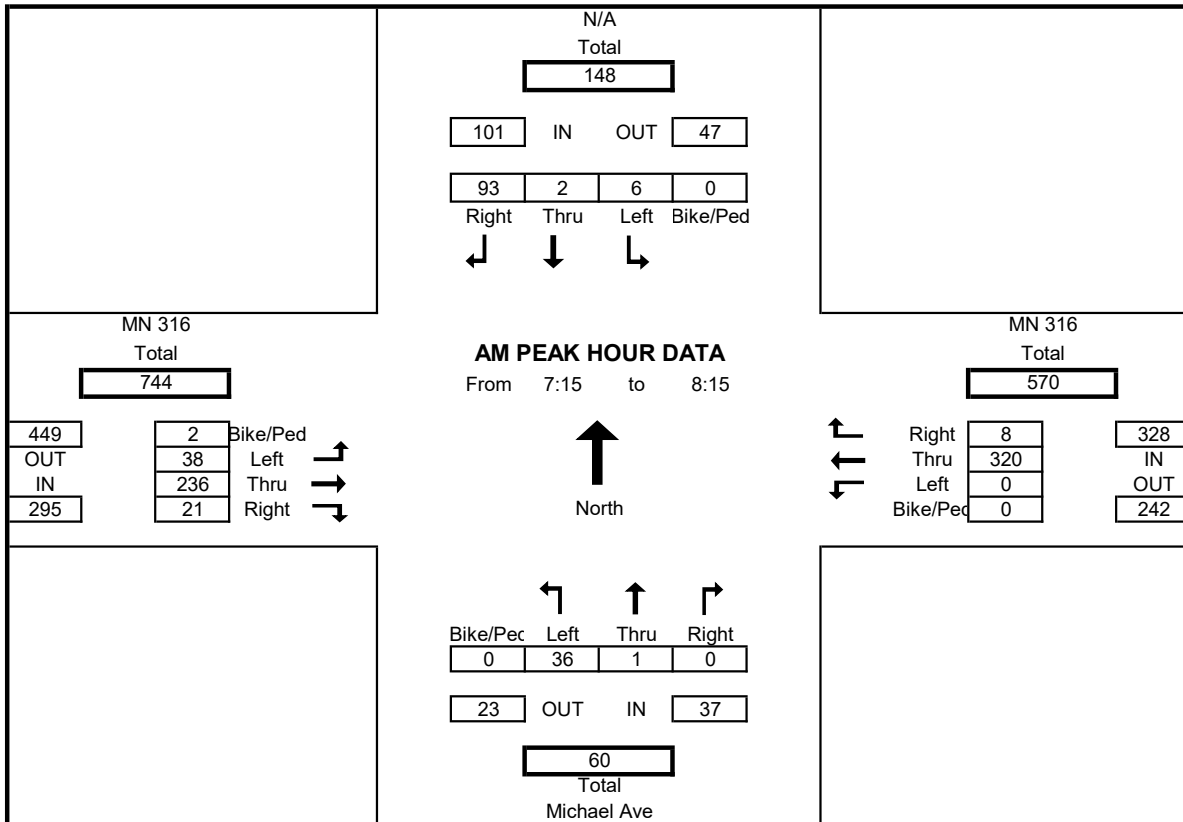 N/A
Total
148
101 IN OUT 47
93 2 6 0
Right Thru Left Bike/Ped
MN 316
Total
744
449 2 Bike/Ped
OUT 38 Left
IN 236 Thru
295 21 Right
AM PEAK HOUR DATA
From 7:15 to 8:15
North
MN 316
Total
570
Right 8 328
Thru 320 IN
Left 0 OUT
Bike/Ped 0 242
Bike/Pec Left Thru Right
0 36 1 0
23 OUT IN 37
60
Total
Michael Ave